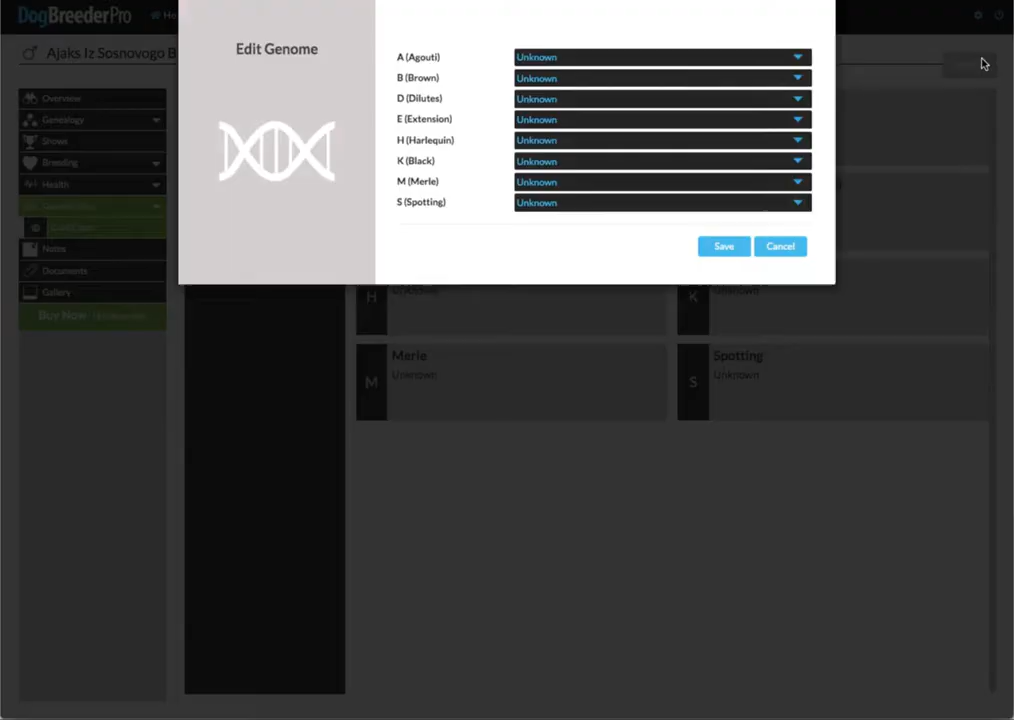 DogBreederPro
Ajaks Iz Sosnovogo B
Overview
Genealogy
Shows
Breeding
Health
Notes
Documents
Gallery
Buy Now
Edit Genome
A (Agouti) Unknown
B (Brown) Unknown
D (Dilutes) Unknown
E (Extension) Unknown
H (Harlequin) Unknown
K (Black) Unknown
M (Merle) Unknown
S (Spotting) Unknown
Save Cancel
H Unknown
K Unknown
M Merle
Unknown
S Spotting
Unknown